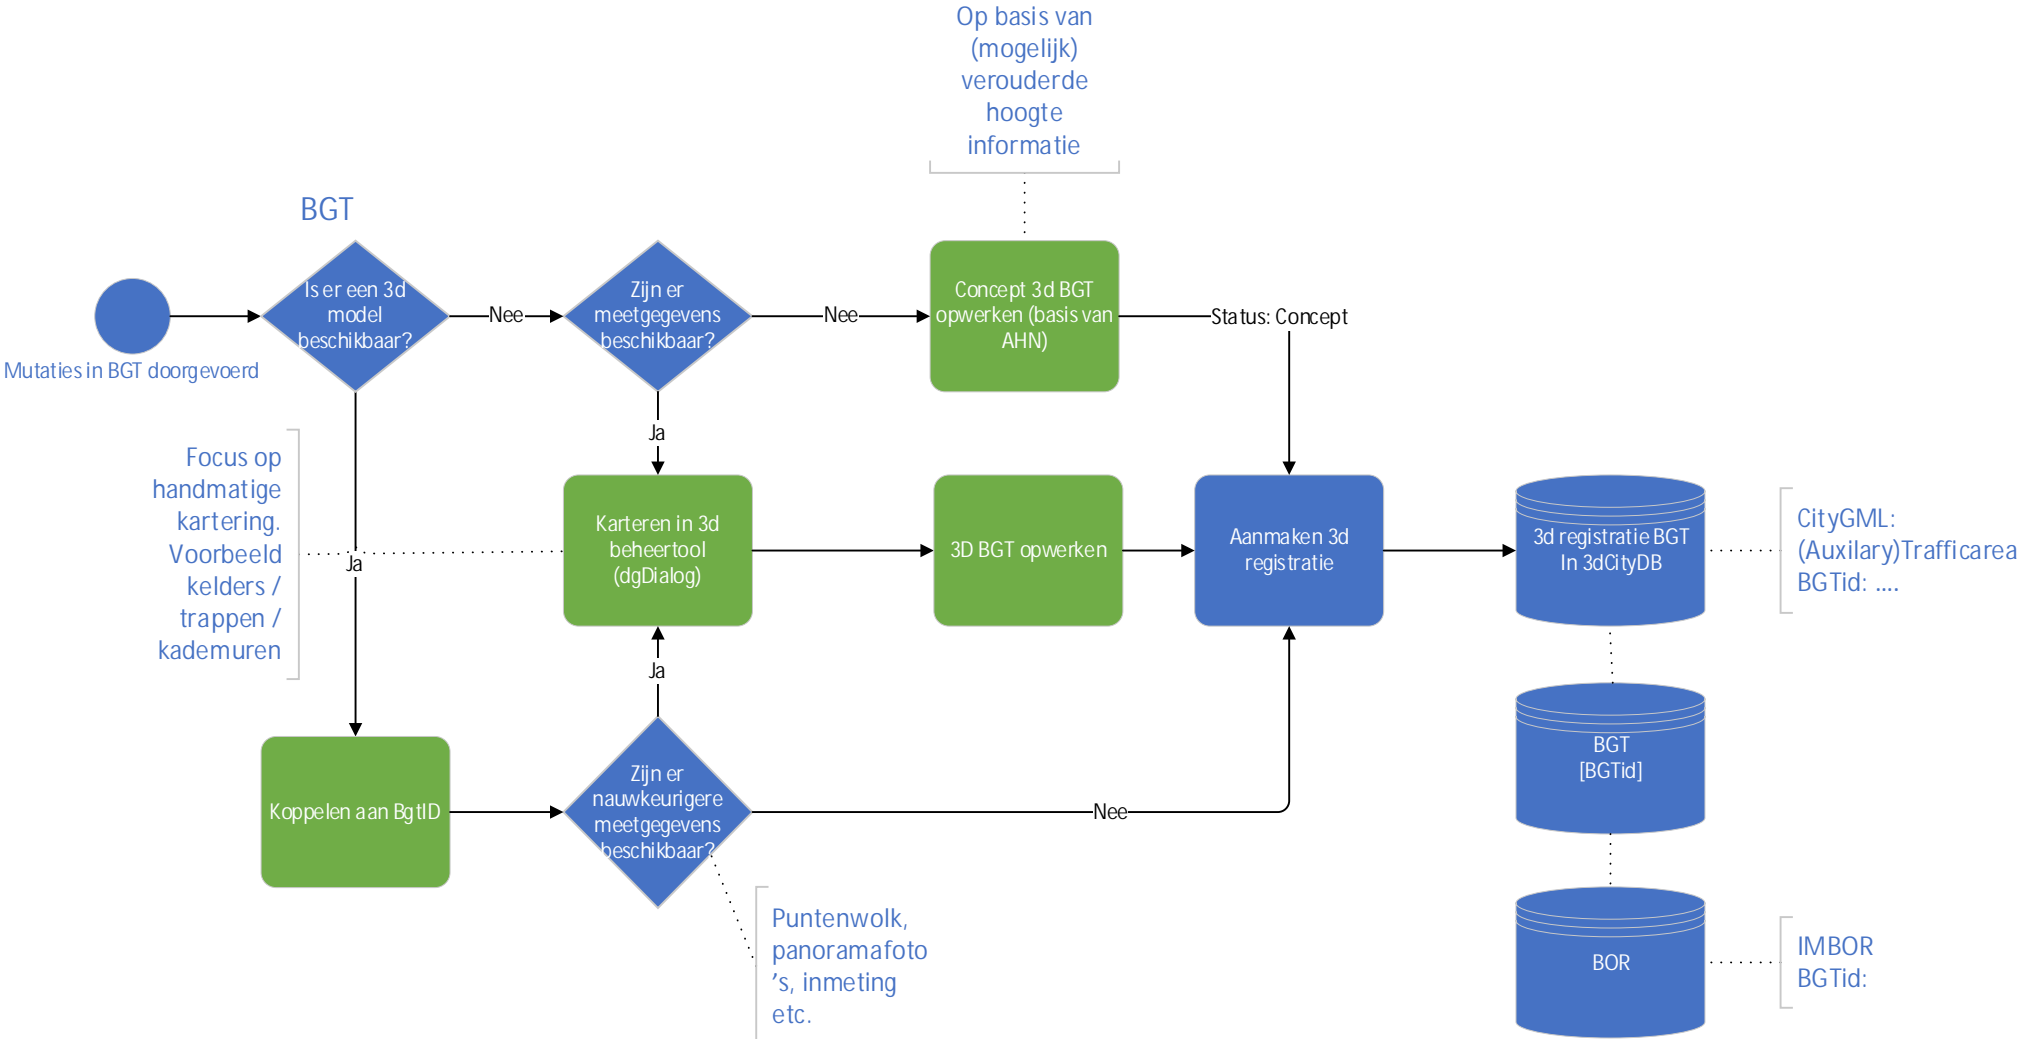 Op basis van
(mogelijk)
verouderde
hoogte
informatie
BGT
Mutaties in BGT doorgevoerd
Is er een 3d
model
beschikbaar?
Nee
Zijn er
meetgegevens
beschikbaar?
Nee
Concept 3d BGT
opwerken (basis van
AHN)
Status: Concept
Ja
Focus op
handmatige
kartering.
Voorbeeld
kelders /
trappen /
kademuren
Ja
Karteren in 3d
beheertool
(dgDialog)
3D BGT opwerken
Aanmaken 3d
registratie
3d registratie BGT
In 3dCityDB
CityGML:
(Auxilary)Trafficarea
BGTid: ....
Ja
BGT
[BGTid]
Koppelen aan BgtID
Zijn er
nauwkeurigere
meetgegevens
beschikbaar?
Nee
Puntenwolk,
panoramafoto
's, inmeting
etc.
BOR
IMBOR
BGTid: